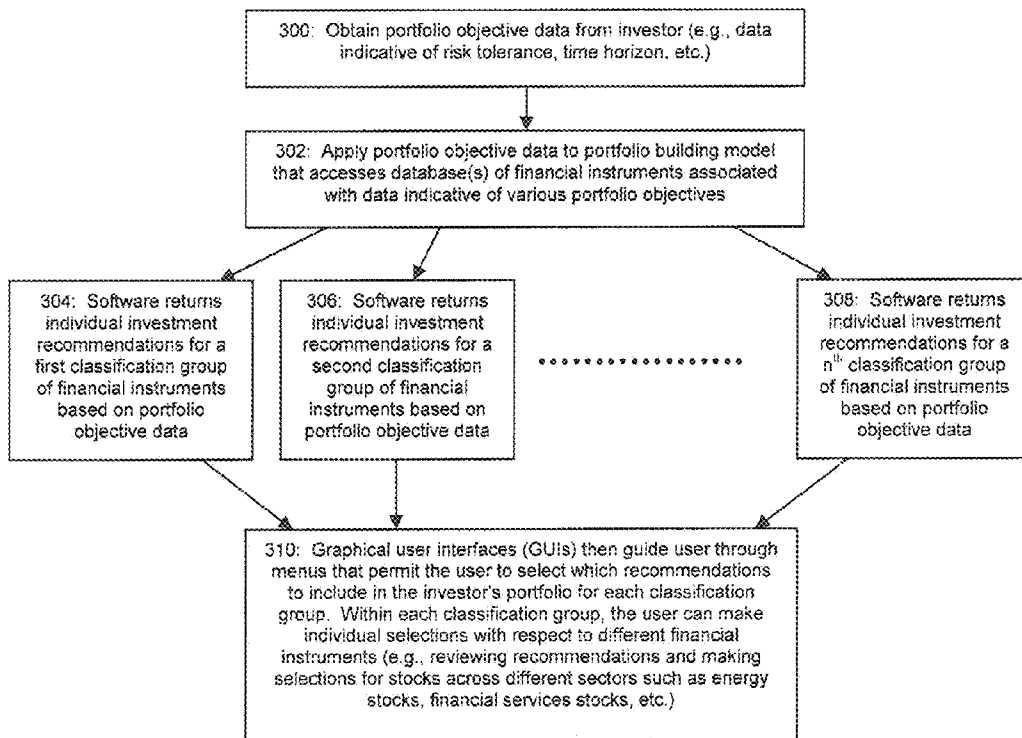 300: Obtain portfolio objective data from investor (e.g., data
indicative of risk tolerance, time horizon, etc.)
302: Apply portfolio objective data to portfolio building model
that accesses database(s) of financial instruments associated
with data indicative of various portfolio objectives
304: Software returns
individual investment
recommendations for a
first classification group
of financial instruments
based on portfolio
objective data
306: Software returns
individual investment
recommendations for a
second classification
group of financial
instruments based on
portfolio objective data
308: Software returns
individual investment
recommendations for a
nth classification group
of financial instruments
based on portfolio
objective data
310: Graphical user interfaces (GUIs) then guide user through
menus that permit the user to select which recommendations
to include in the investor's portfolio for each classification
group. Within each classification group, the user can make
individual selections with respect to different financial
instruments (e.g., reviewing recommendations and making
selections for stocks across different sectors such as energy
stocks, financial services stocks, etc.)